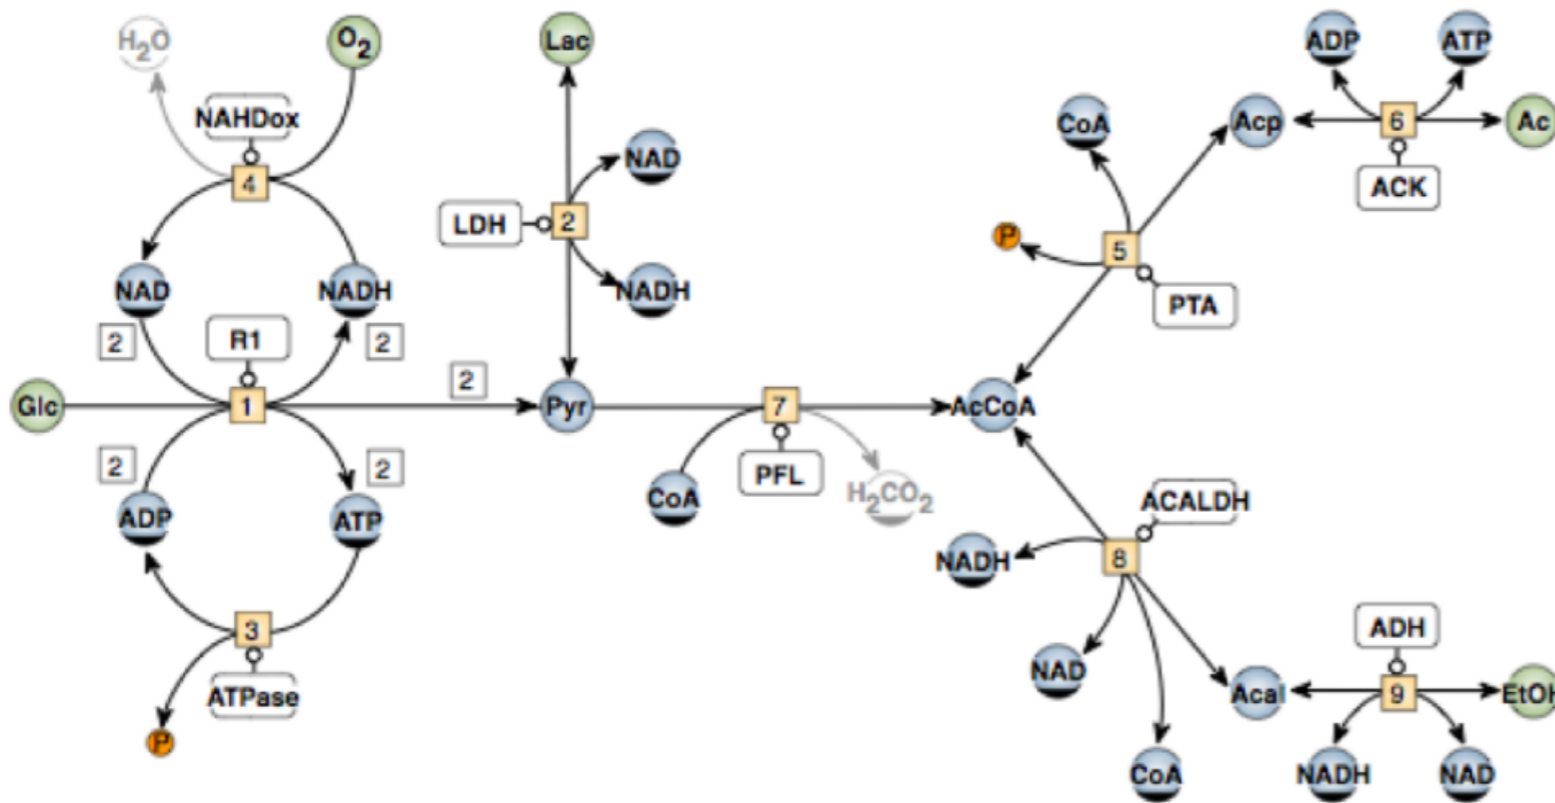 H2O
O2
Lac
ADP
ATP
NAHDox
CoA
Acp
6
Ac
4
NAD
ACK
LDH
2
P
5
NAD
NADH
NADH
PTA
2
R1
2
2
Glc
1
Pyr
7
AcCoA
2
2
PFL
CoA
H2CO2
ACALDH
ADP
ATP
NADH
8
3
ADH
ATPase
NAD
Acal
9
EtOH
P
CoA
NADH
NAD